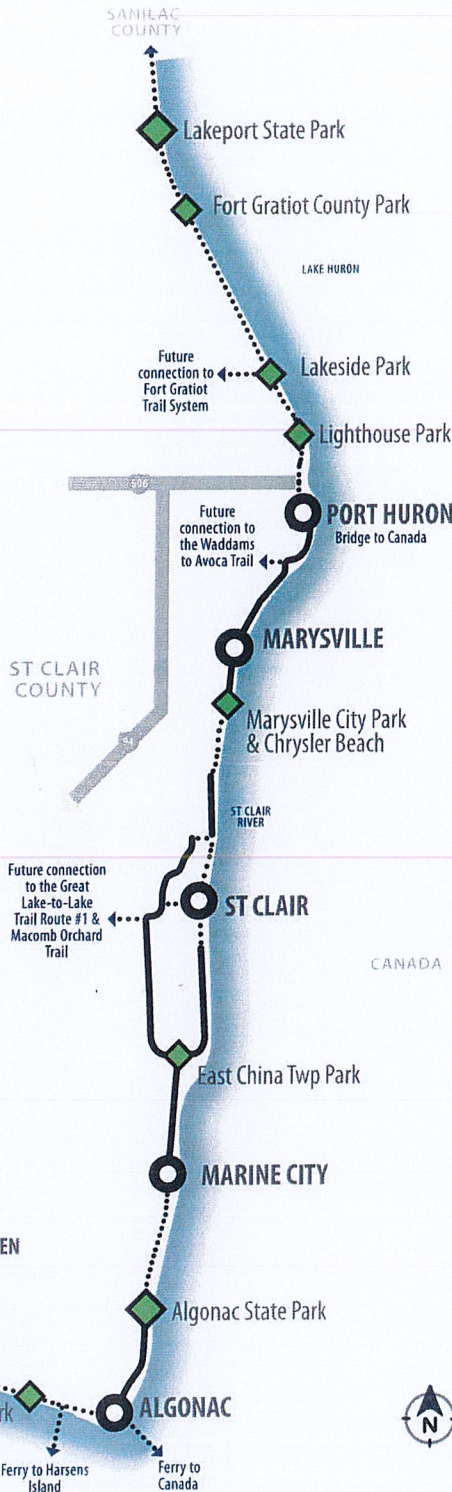 SANILAC
COUNTY
Lakeport State Park
Fort Gratiot County Park
LAKE HURON
Future
connection to
Fort Gratiot
Trail System
Lakeside Park
Lighthouse Park
PORT HURON
Bridge to Canada
Future
connection to
the Waddams
to Avoca Trail
MARYSVILLE
ST CLAIR
COUNTY
94
Marysville City Park
& Chrysler Beach
ST CLAIR
RIVER
Future connection
to the Great
Lake-to-Lake
Trail Route #1 &
Macomb Orchard
Trail
ST CLAIR
CANADA
East China Twp Park
MARINE CITY
EN
Algonac State Park
rk
ALGONAC
N
Ferry to Harsens
Island
Ferry to
Canada